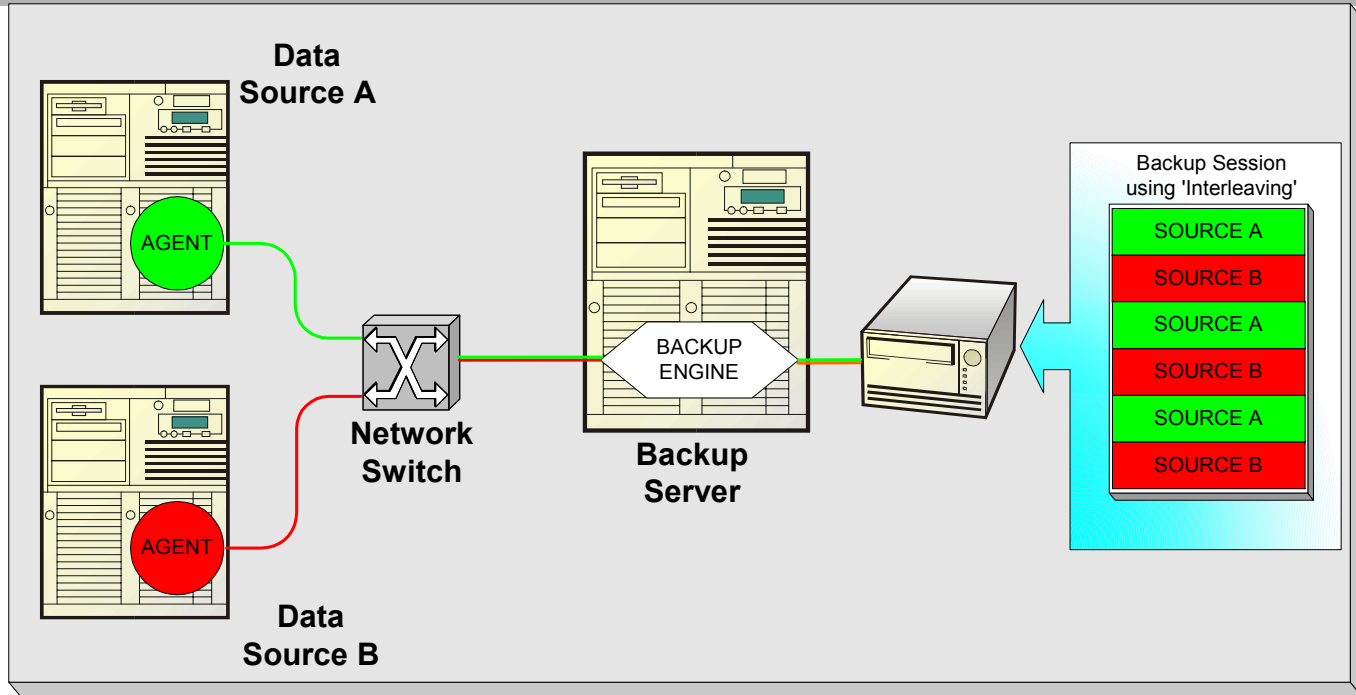 Data
Source A
AGENT
AGENT
Data
Source B
Network
Switch
BACKUP
ENGINE
Backup
Server
Backup Session
using 'Interleaving'
SOURCE A
SOURCE B
SOURCE A
SOURCE B
SOURCE A
SOURCE B